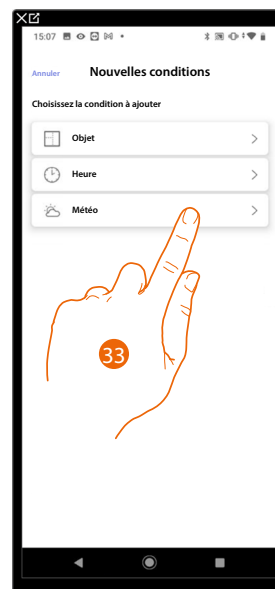 15:07
Annuler Nouvelles conditions
Choisissez la condition à ajouter
Objet
Heure
Météo
33